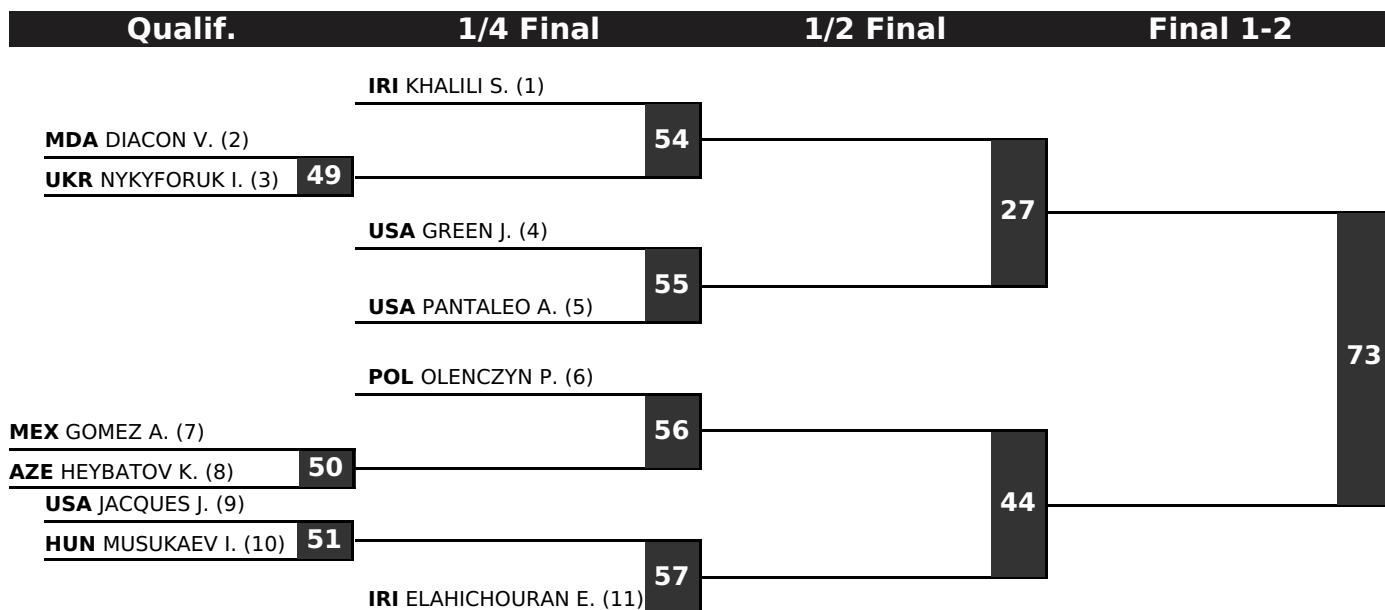 Qualif. 1/4 Final 1/2 Final Final 1-2
IRI KHALILI S. (1)
54
MDA DIACON V. (2)
UKR NYKYFORUK I. (3) 49
27
USA GREEN J. (4)
55
USA PANTALEO A. (5)
73
POL OLENCZYN P. (6)
56
MEX GOMEZ A. (7)
AZE HEYBATOV K. (8) 50
44
USA JACQUES J. (9)
HUN MUSUKAEV I. (10) 51
57
IRI ELAHICHOURAN E. (11)